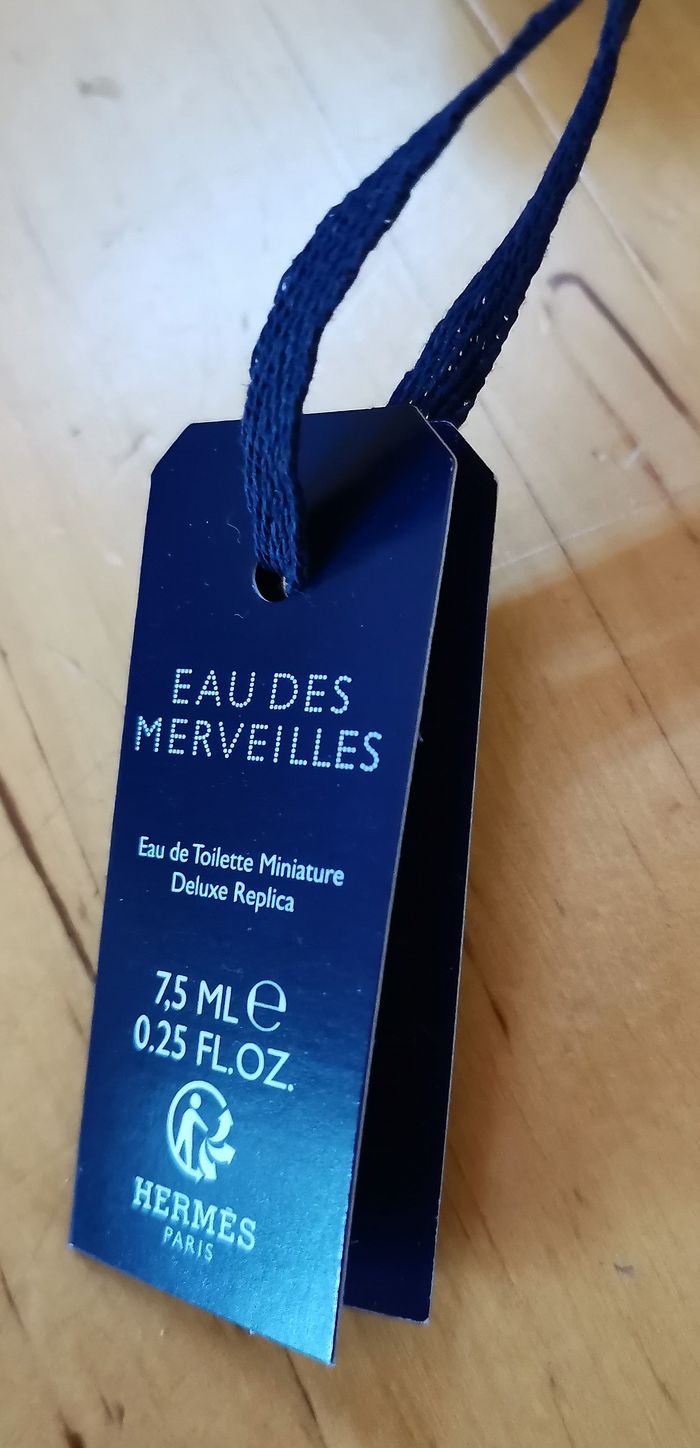 EAU DES
MERVEILLES
Eau de Toilette Miniature
Deluxe Replica
7,5 ML ℮
0.25 FL.OZ.
HERMÈS
PARIS